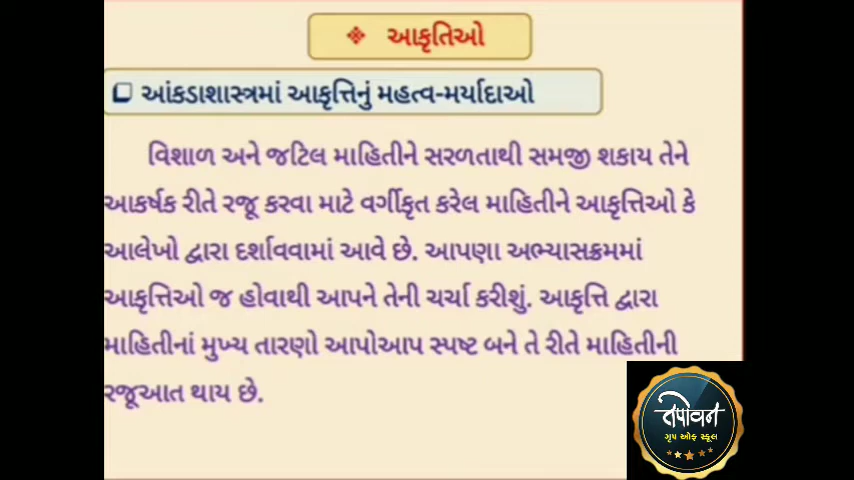 ❖ આકૃતિઓ
❑ આંકડાશાસ્ત્રમાં આકૃત્તિનું મહત્વ-મર્યાદાઓ
વિશાળ અને જટિલ માહિતીને સરળતાથી સમજી શકાય તેને
આકર્ષક રીતે રજૂ કરવા માટે વર્ગીકૃત કરેલ માહિતીને આકૃત્તિઓ કે
આલેખો દ્વારા દર્શાવવામાં આવે છે. આપણા અભ્યાસક્રમમાં
આકૃત્તિઓ જ હોવાથી આપને તેની ચર્ચા કરીશું. આકૃત્તિ દ્વારા
માહિતીનાં મુખ્ય તારણો આપોઆપ સ્પષ્ટ બને તે રીતે માહિતીની
રજૂઆત થાય છે.
તપોવન
ગ્રુપ ઓફ સ્કૂલ